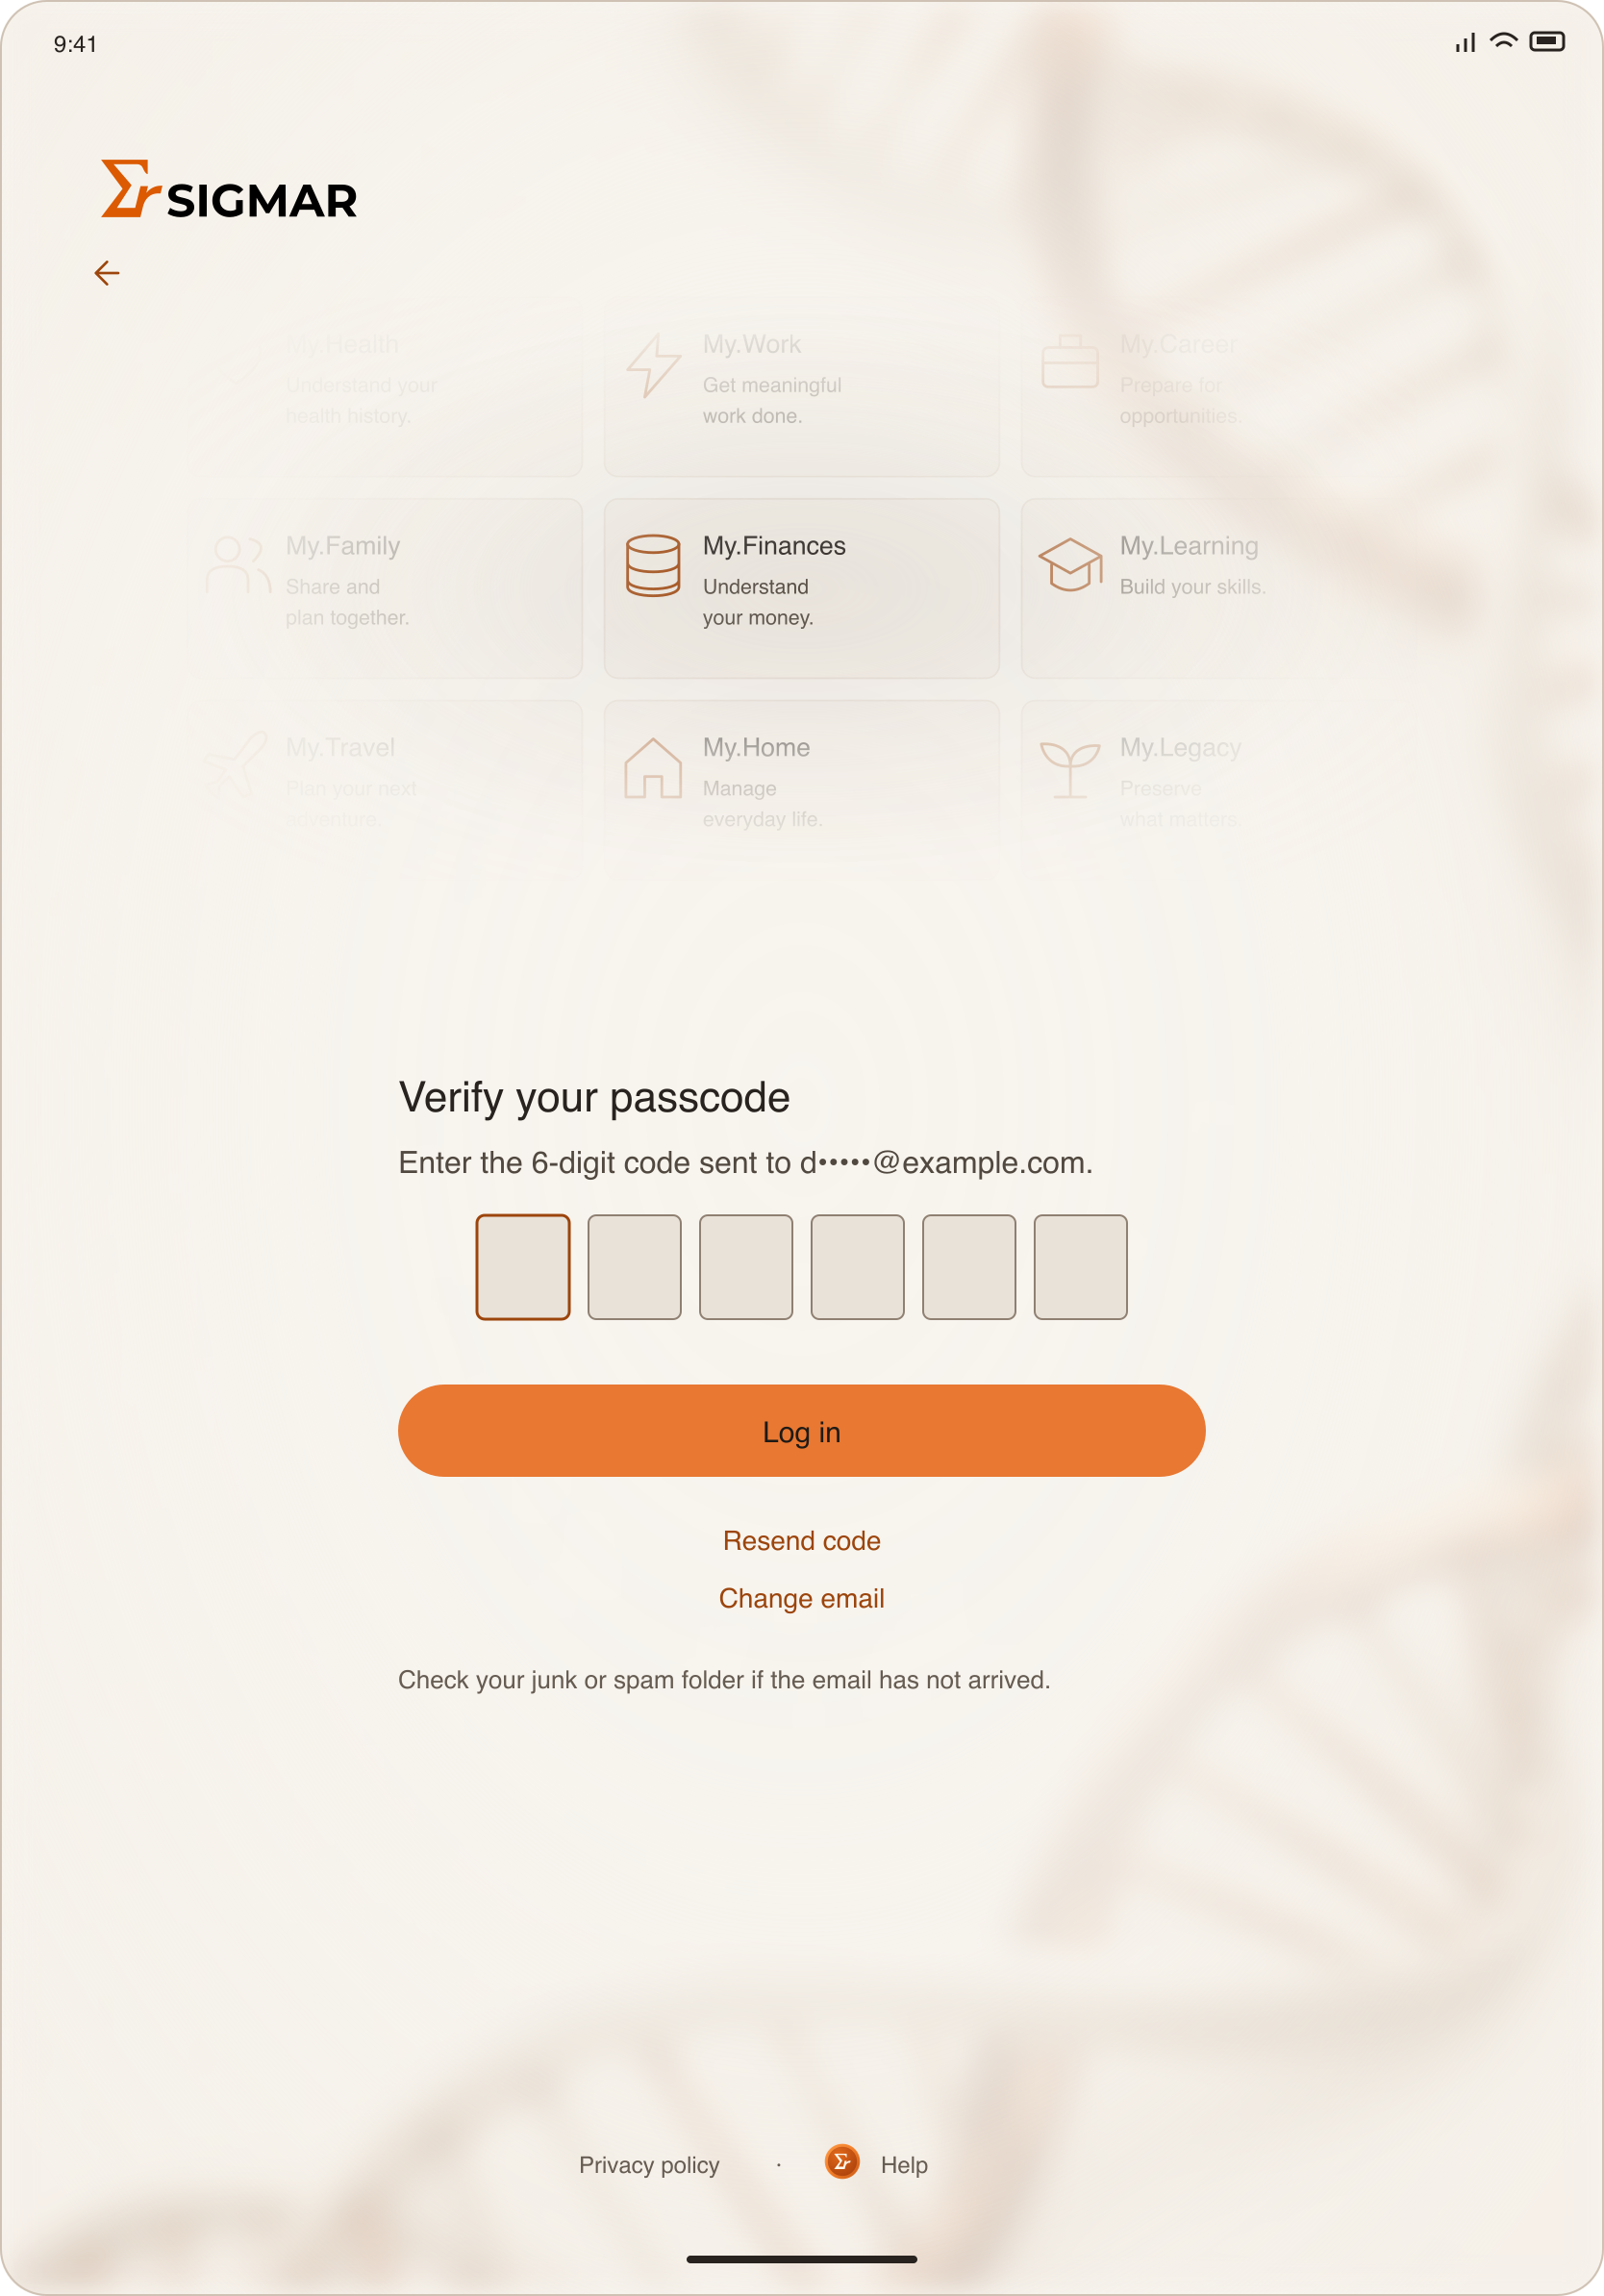 9:41
Σr SIGMAR
My.Health
Understand your
health history.
My.Work
Get meaningful
work done.
My.Career
Prepare for
opportunities.
My.Family
Share and
plan together.
My.Finances
Understand
your money.
My.Learning
Build your skills.
My.Travel
Plan your next
adventure.
My.Home
Manage
everyday life.
My.Legacy
Preserve
what matters.
Verify your passcode
Enter the 6-digit code sent to d•••••@example.com.
Log in
Resend code
Change email
Check your junk or spam folder if the email has not arrived.
Privacy policy · Σr Help